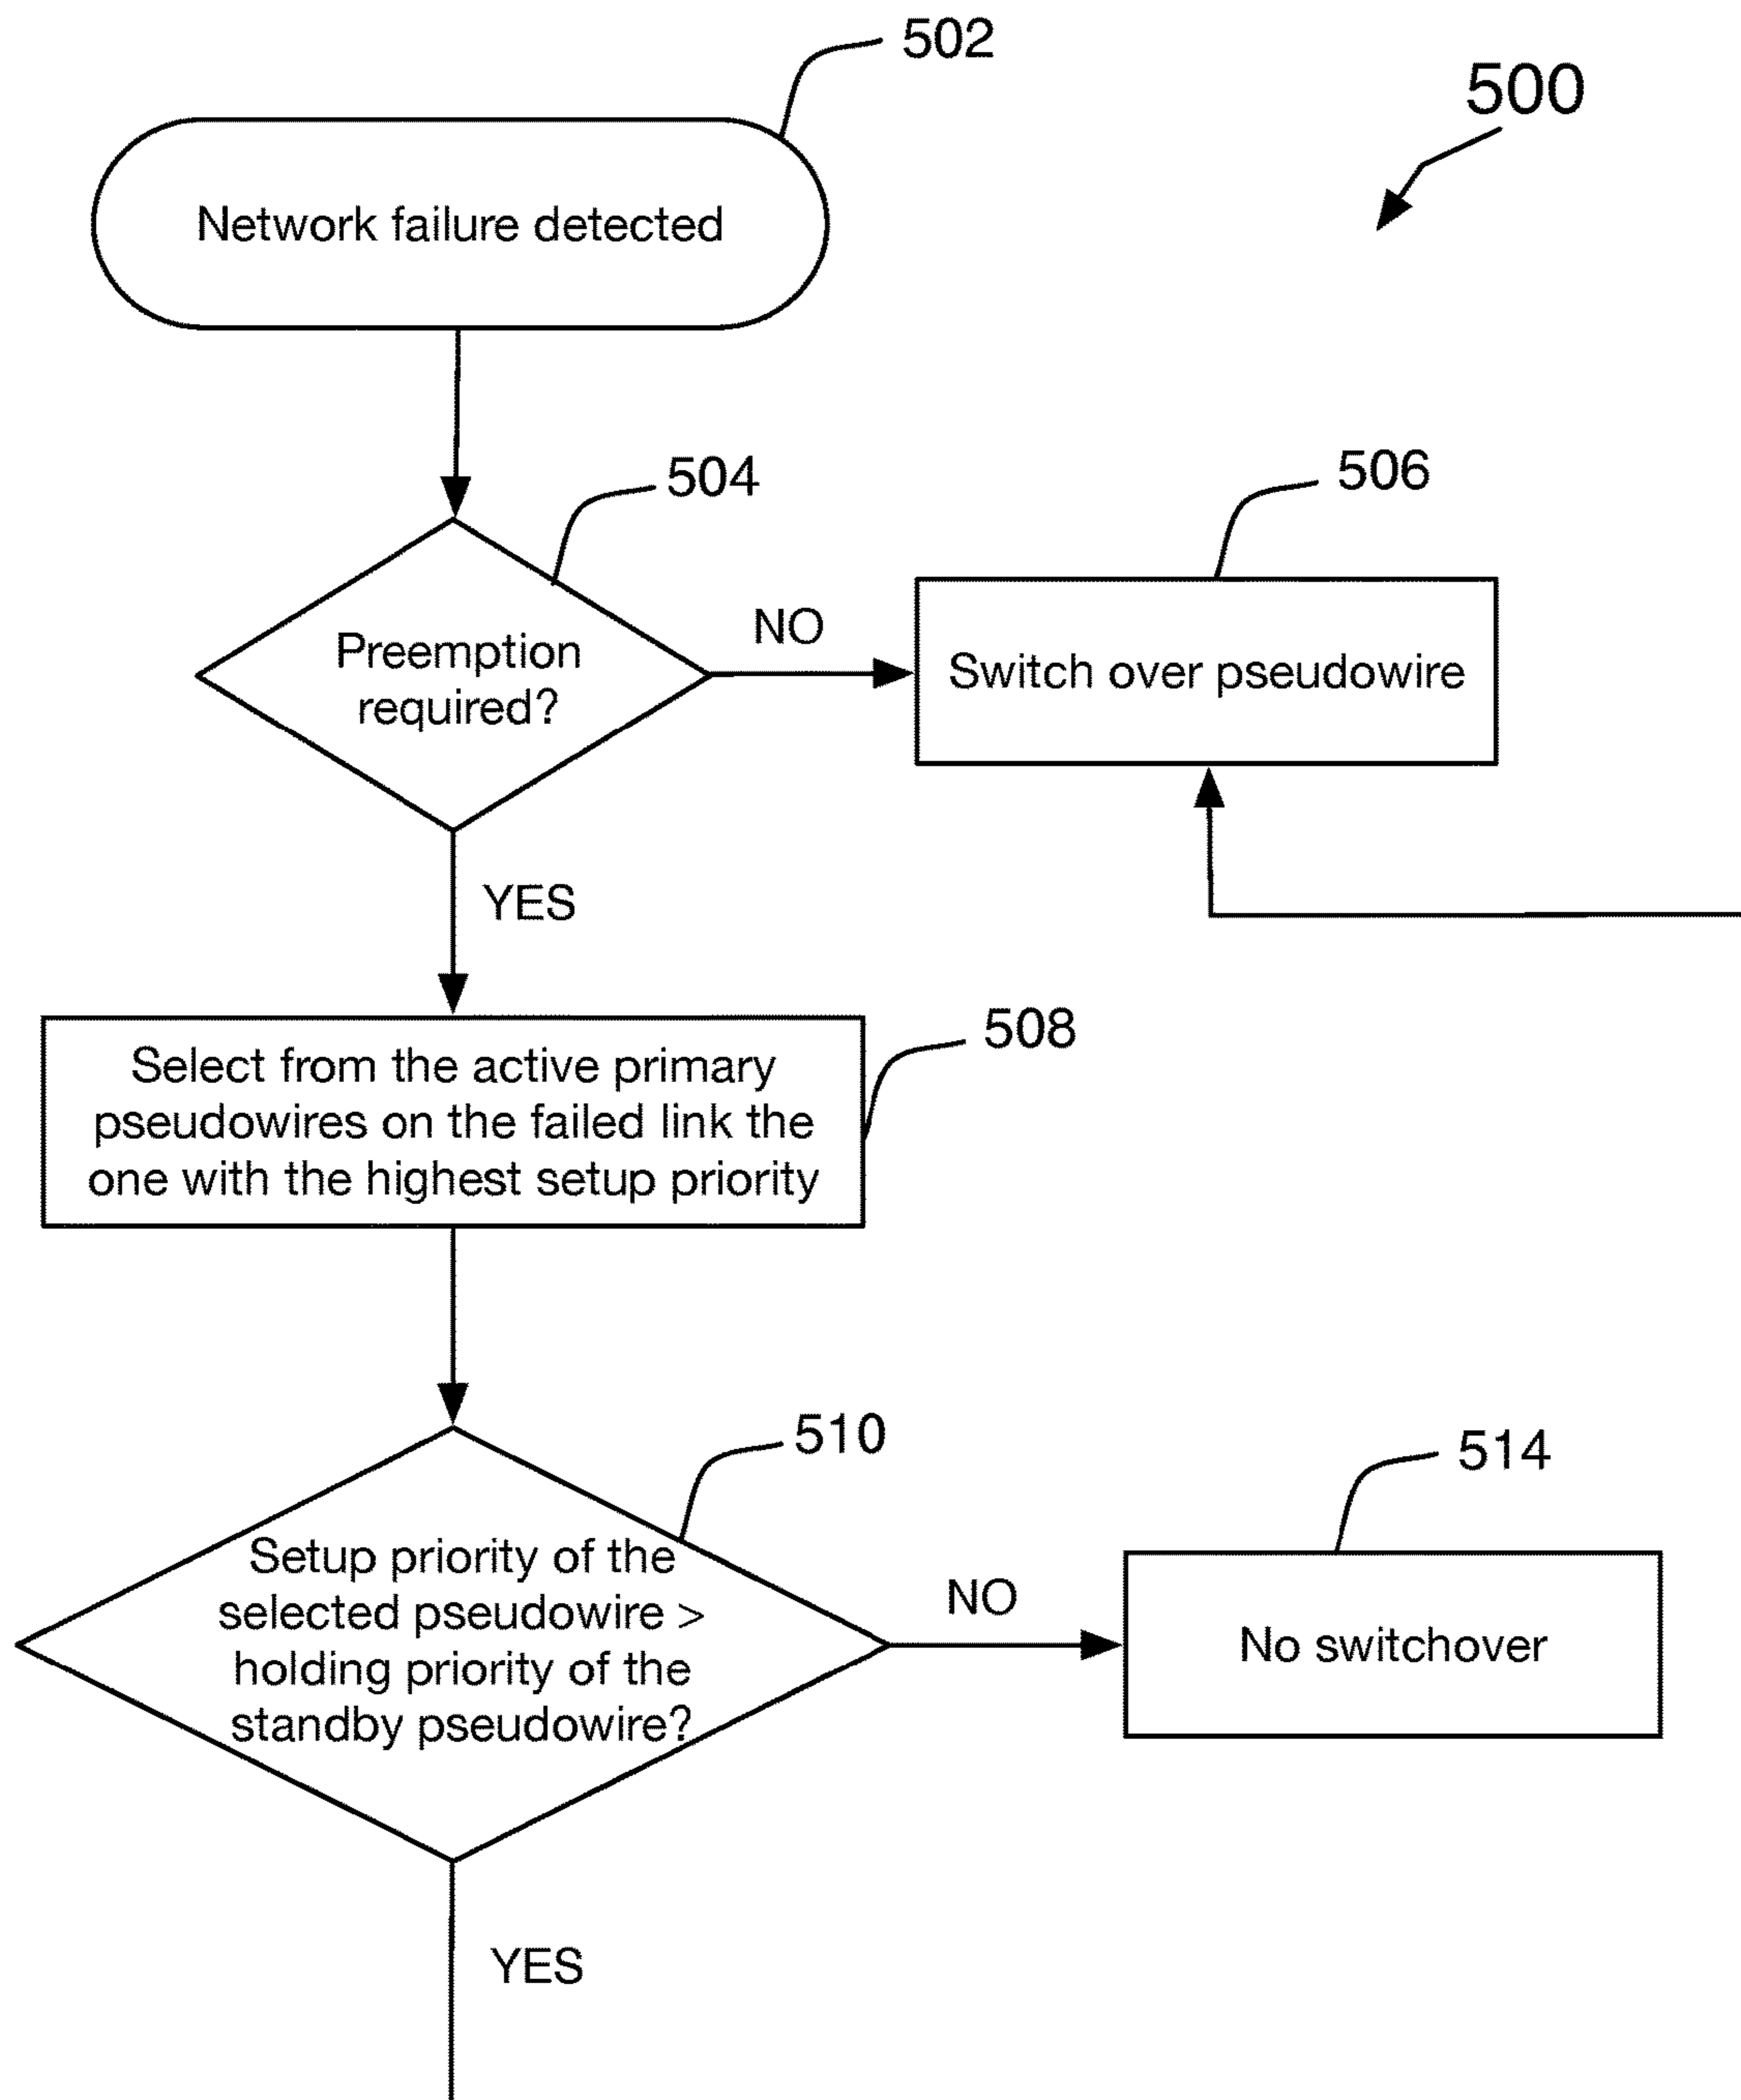 502
500
Network failure detected
504
506
Preemption
required?
NO
Switch over pseudowire
YES
508
Select from the active primary
pseudowires on the failed link the
one with the highest setup priority
510
514
Setup priority of the
selected pseudowire >
holding priority of the
standby pseudowire?
NO
No switchover
YES